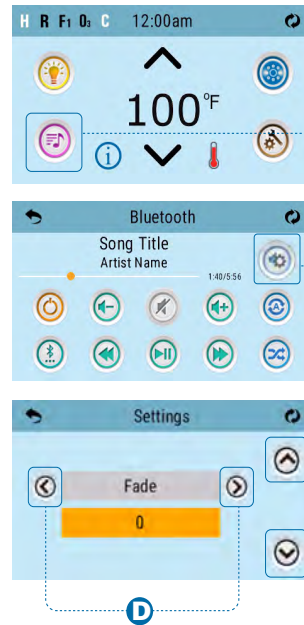 H R F1 O3 C 12:00am
100°F
i
Bluetooth
Song Title
Artist Name
1:40/5:56
A
Settings
Fade
0
D